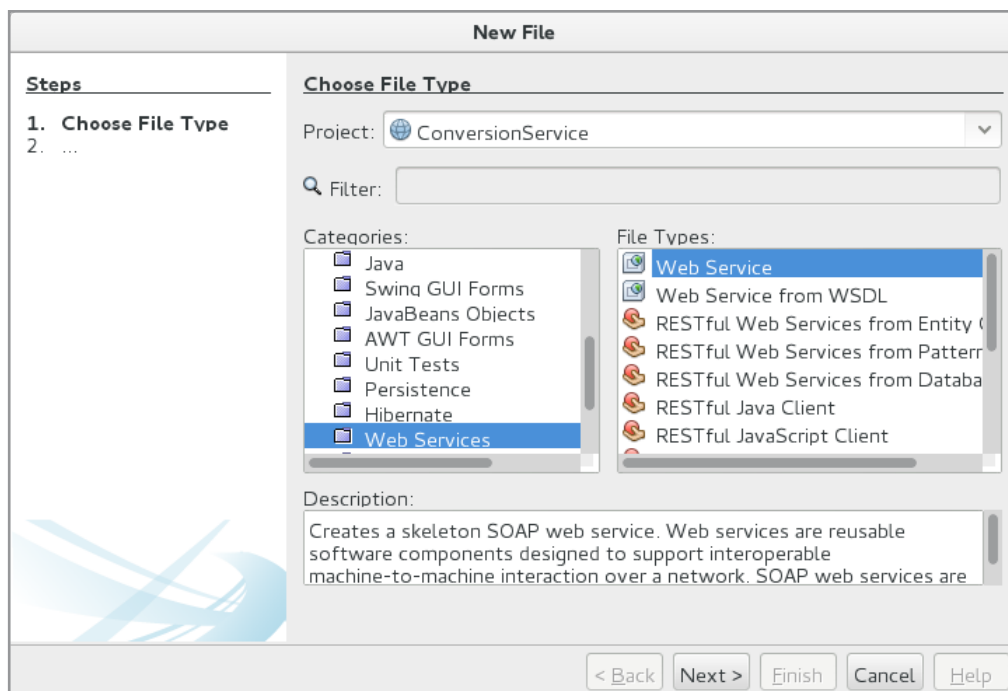 New File
Steps
1. Choose File Type
2. ...
Choose File Type
Project: ConversionService
Filter:
Categories:
Java
Swing GUI Forms
JavaBeans Objects
AWT GUI Forms
Unit Tests
Persistence
Hibernate
Web Services
File Types:
Web Service
Web Service from WSDL
RESTful Web Services from Entity
RESTful Web Services from Pattern
RESTful Web Services from Databa
RESTful Java Client
RESTful JavaScript Client
Description:
Creates a skeleton SOAP web service. Web services are reusable
software components designed to support interoperable
machine-to-machine interaction over a network. SOAP web services are
< Back Next > Finish Cancel Help